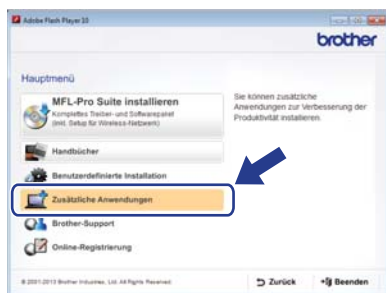 Adobe Flash Player 10
brother
Hauptmenü
MFL-Pro Suite installieren
Komplettes Treiber- und Softwarepaket
(inkl. Setup für Wireless-Netzwerk)
Sie können zusätzliche
Anwendungen zur Verbesserung der
Produktivität installieren.
Handbücher
Benutzerdefinierte Installation
Zusätzliche Anwendungen
Brother-Support
Online-Registrierung
© 2001-2013 Brother Industries, Ltd. All Rights Reserved.
Zurück
Beenden